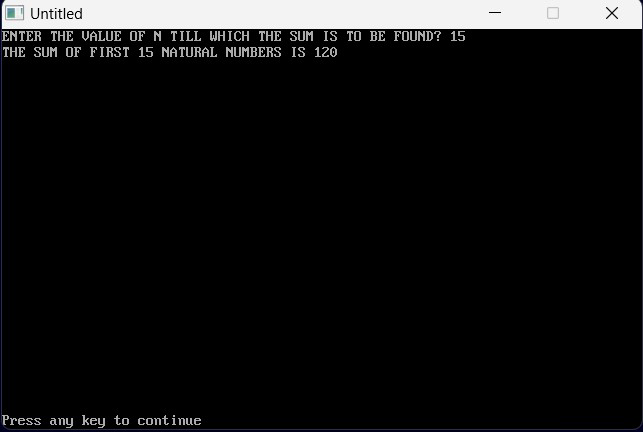 Untitled
ENTER THE VALUE OF N TILL WHICH THE SUM IS TO BE FOUND? 15
THE SUM OF FIRST 15 NATURAL NUMBERS IS 120
Press any key to continue